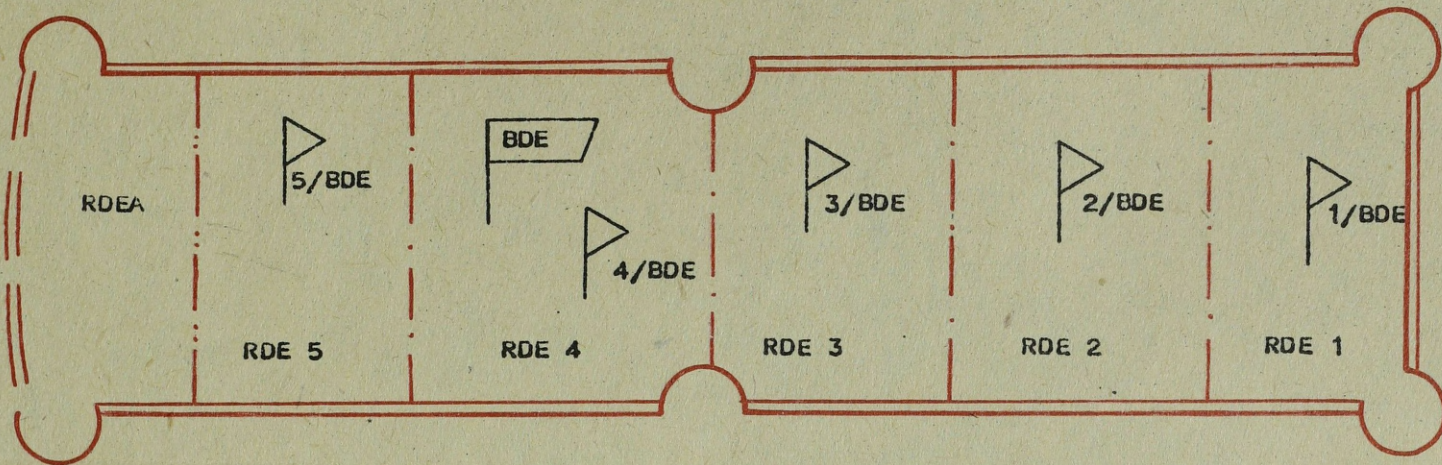 BDE
5/BDE
RDEA
3/BDE
2/BDE
1/BDE
4/BDE
RDE 5
RDE 4
RDE 3
RDE 2
RDE 1